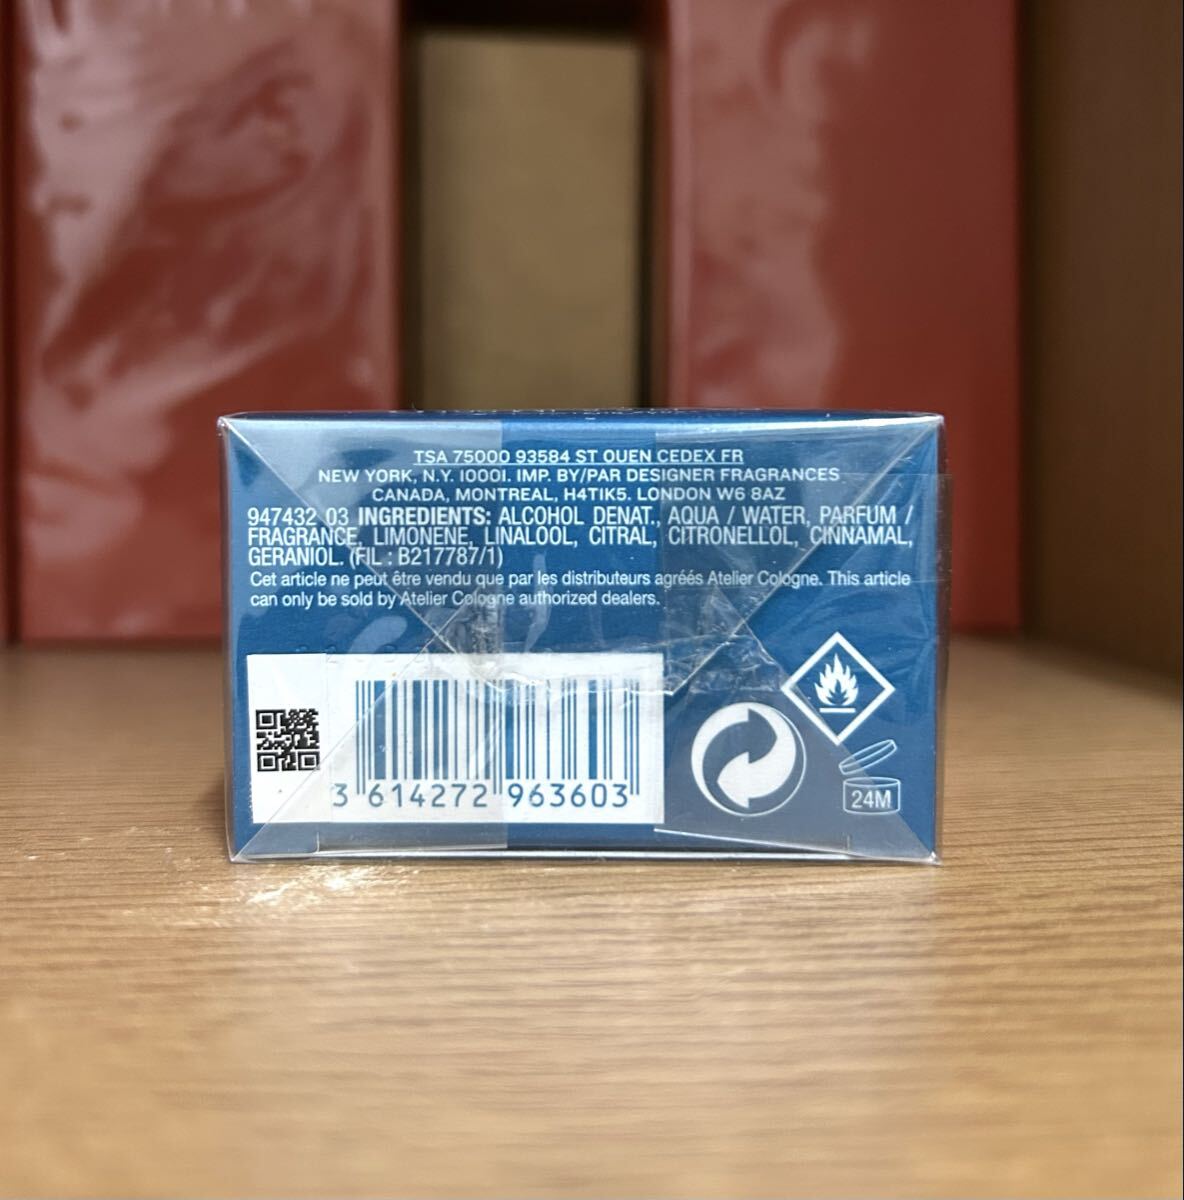 TSA 75000 93584 ST OUEN CEDEX FR
NEW YORK, N.Y. 10001. IMP. BY/PAR DESIGNER FRAGRANCES
CANADA, MONTREAL, H4T1K5. LONDON W6 8AZ
947432 03 INGREDIENTS: ALCOHOL DENAT., AQUA / WATER, PARFUM /
FRAGRANCE, LIMONENE, LINALOOL, CITRAL, CITRONELLOL, CINNAMAL,
GERANIOL. (FIL : B217787/1)
Cet article ne peut être vendu que par les distributeurs agréés Atelier Cologne. This article
can only be sold by Atelier Cologne authorized dealers.
3 614272 963603
24M